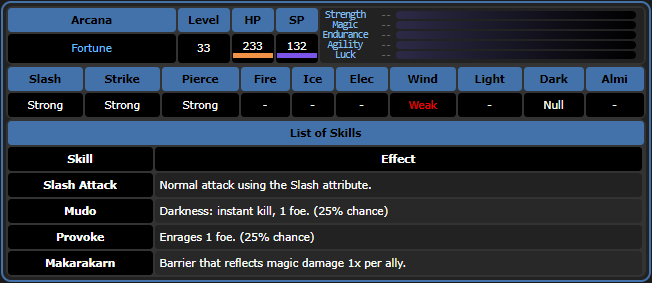 Arcana Level HP SP
Fortune 33 233 132
Strength --
Magic --
Endurance --
Agility --
Luck --
Slash Strike Pierce Fire Ice Elec Wind Light Dark Almi
Strong Strong Strong - - - Weak - Null -
List of Skills
Skill Effect
Slash Attack Normal attack using the Slash attribute.
Mudo Darkness: instant kill, 1 foe. (25% chance)
Provoke Enrages 1 foe. (25% chance)
Makarakarn Barrier that reflects magic damage 1x per ally.